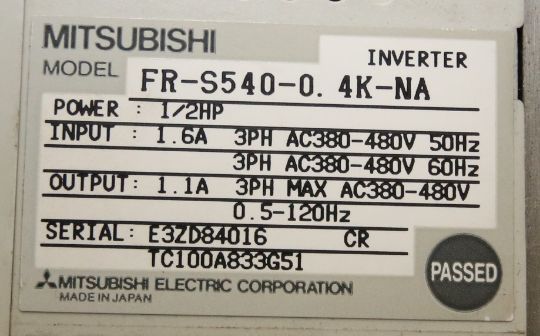 MITSUBISHI
INVERTER
MODEL FR-S540-0.4K-NA
POWER : 1/2HP
INPUT : 1.6A 3PH AC380-480V 50Hz
3PH AC380-480V 60Hz
OUTPUT: 1.1A 3PH MAX AC380-480V
0.5-120Hz
SERIAL: E3ZD84016 CR
TC100A833G51
PASSED
MITSUBISHI ELECTRIC CORPORATION
MADE IN JAPAN